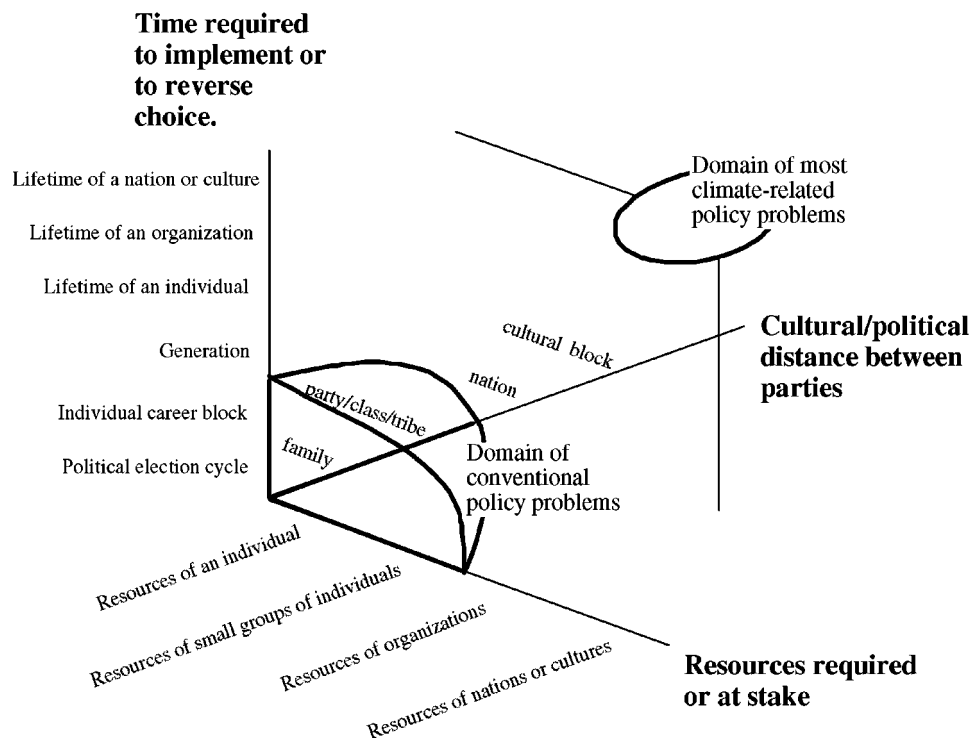 Time required
to implement or
to reverse
choice.
Lifetime of a nation or culture
Lifetime of an organization
Lifetime of an individual
Generation
Individual career block
Political election cycle
Domain of most
climate-related
policy problems
Cultural/political
distance between
parties
cultural block
nation
party/class/tribe
family
Domain of
conventional
policy problems
Resources of an individual
Resources of small groups of individuals
Resources of organizations
Resources of nations or cultures
Resources required
or at stake